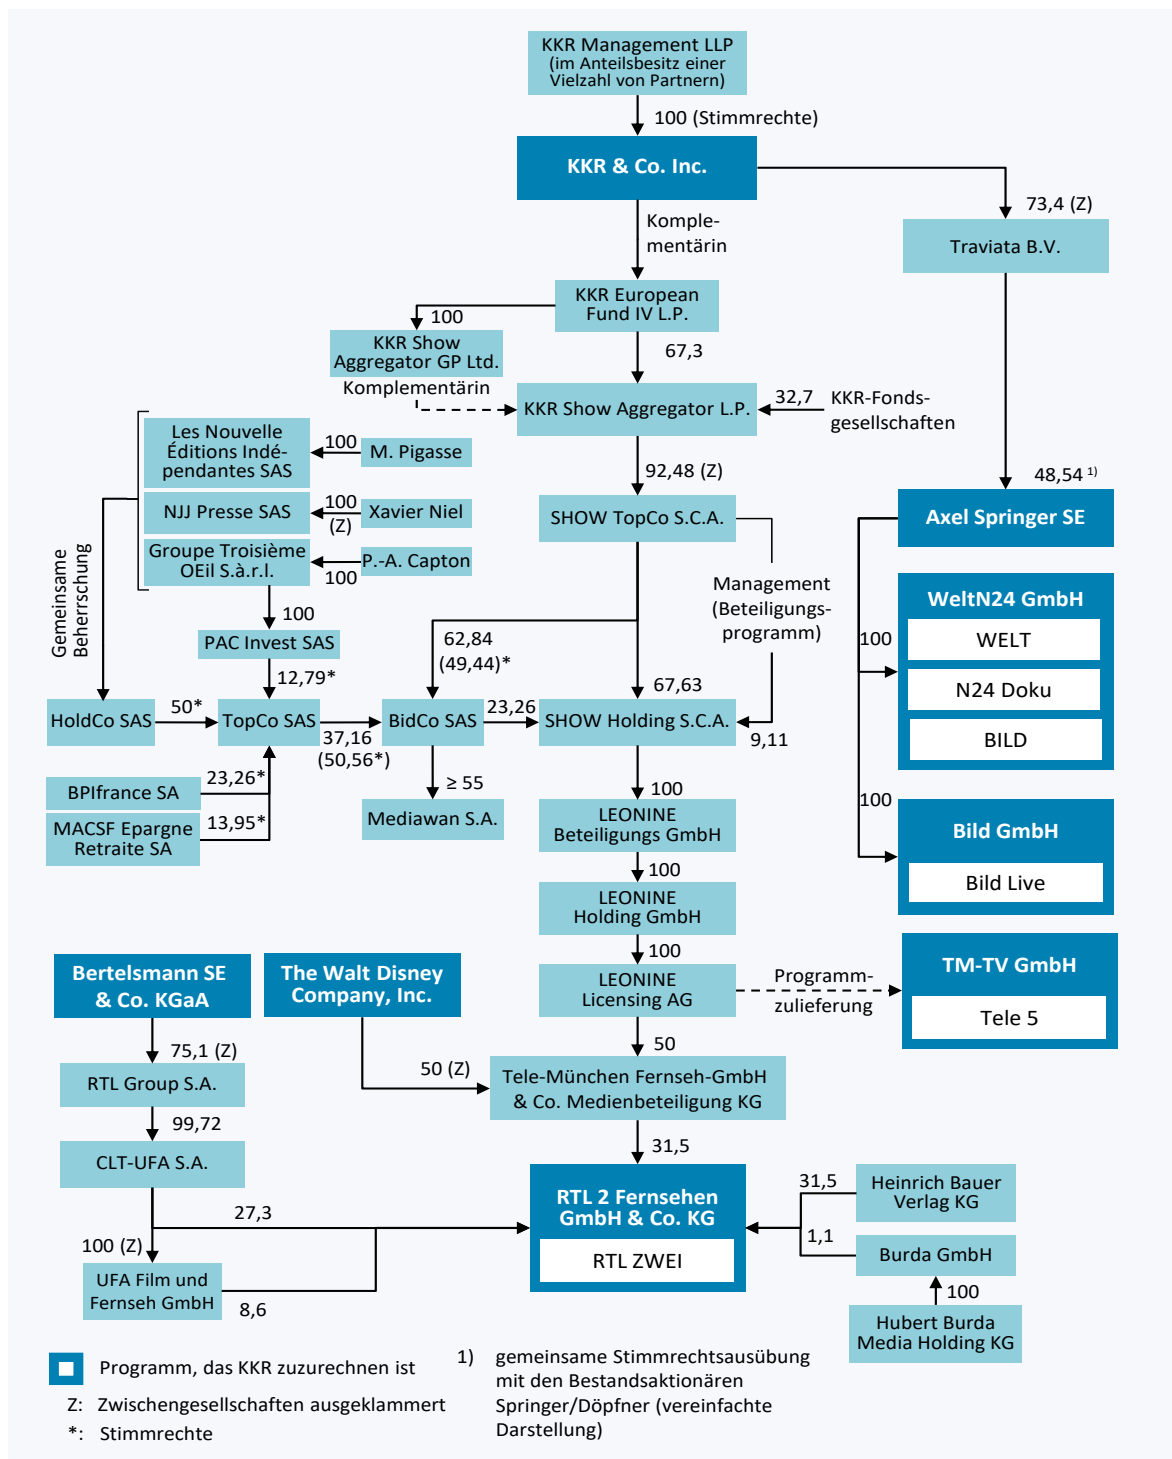 KKR Management LLP
(im Anteilsbesitz einer
Vielzahl von Partnern)
100 (Stimmrechte)
KKR & Co. Inc.
73,4 (Z)
Traviata B.V.
Komple-
mentärin
KKR European
Fund IV L.P.
100
KKR Show
Aggregator GP Ltd.
Komplementärin
67,3
KKR Show Aggregator L.P.
32,7
KKR-Fonds-
gesellschaften
Les Nouvelle
Éditions Indé-
pendantes SAS
100
M. Pigasse
NJJ Presse SAS
100
(Z)
Xavier Niel
Groupe Troisième
OEil S.à.r.l.
100
P.-A. Capton
Gemeinsame
Beherrschung
92,48 (Z)
SHOW TopCo S.C.A.
48,54 1)
Axel Springer SE
Management
(Beteiligungs-
programm)
100
WeltN24 GmbH
WELT
N24 Doku
BILD
100
PAC Invest SAS
12,79*
62,84
(49,44)*
67,63
HoldCo SAS
50*
TopCo SAS
37,16
(50,56*)
BidCo SAS
23,26
SHOW Holding S.C.A.
9,11
BPIfrance SA
23,26*
MACSF Epargne
Retraite SA
13,95*
≥ 55
Mediawan S.A.
100
LEONINE
Beteiligungs GmbH
100
Bild GmbH
Bild Live
100
LEONINE
Holding GmbH
100
LEONINE
Licensing AG
Programm-
zulieferung
TM-TV GmbH
Tele 5
Bertelsmann SE
& Co. KGaA
The Walt Disney
Company, Inc.
75,1 (Z)
RTL Group S.A.
50 (Z)
50
Tele-München Fernseh-GmbH
& Co. Medienbeteiligung KG
99,72
CLT-UFA S.A.
31,5
RTL 2 Fernsehen
GmbH & Co. KG
RTL ZWEI
31,5
Heinrich Bauer
Verlag KG
27,3
1,1
Burda GmbH
100 (Z)
UFA Film und
Fernseh GmbH
8,6
100
Hubert Burda
Media Holding KG
Programm, das KKR zuzurechnen ist
Z: Zwischengesellschaften ausgeklammert
*: Stimmrechte
1) gemeinsame Stimmrechtsausübung
mit den Bestandsaktionären
Springer/Döpfner (vereinfachte
Darstellung)